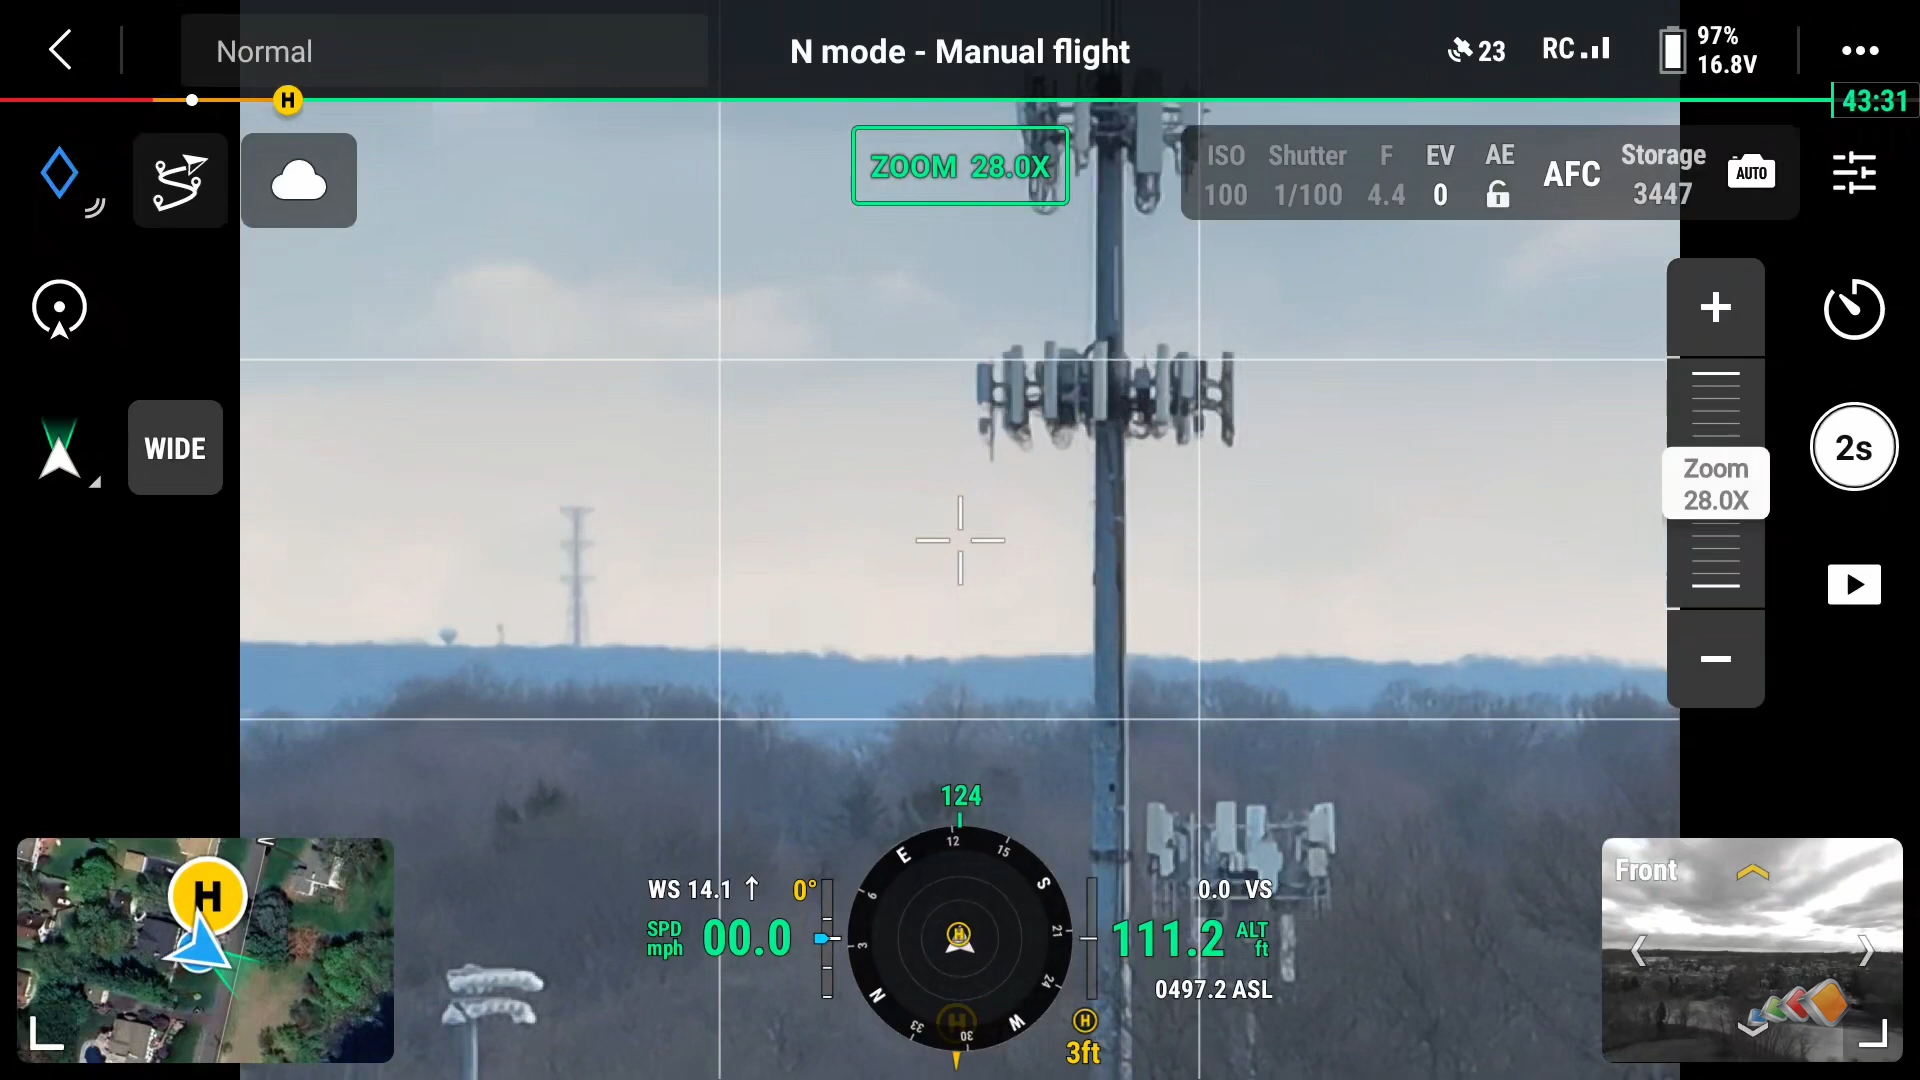 Normal
N mode - Manual flight
23
RC
97%
16.8V
H
43:31
ZOOM 28.0X
ISO Shutter F EV AE AFC Storage
100 1/100 4.4 0 3447
AUTO
WIDE
Zoom
28.0X
2s
H
124
12
15
E
S
6
21
3
24
N
W
33
30
H
H
WS 14.1 ↑ 0°
SPD
mph
00.0
0.0 VS
111.2 ALT
ft
0497.2 ASL
H
3ft
Front